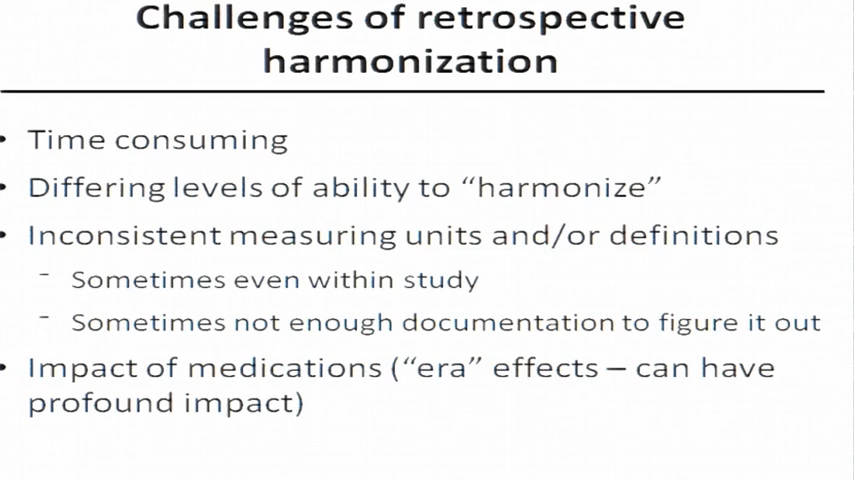 Challenges of retrospective
harmonization
• Time consuming
• Differing levels of ability to “harmonize”
• Inconsistent measuring units and/or definitions
- Sometimes even within study
- Sometimes not enough documentation to figure it out
• Impact of medications (“era” effects – can have
profound impact)